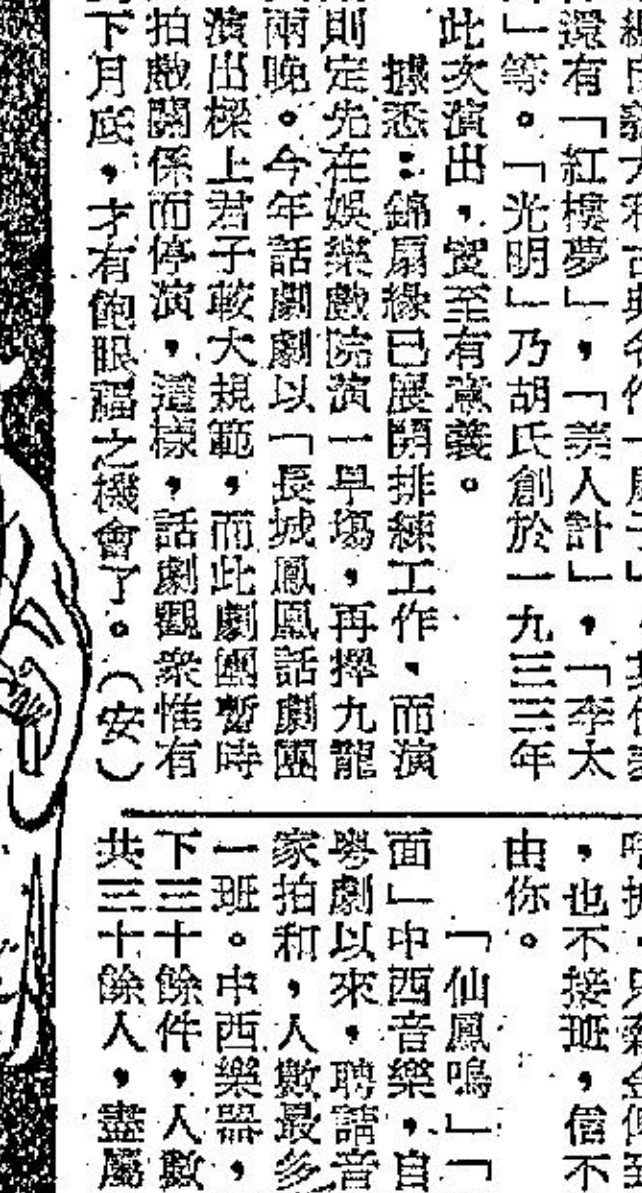 還有「紅樓夢」，「美人計」，「李太
」等。「光明」乃胡氏創於一九三三年
此次演出，實至有意義。
據悉：錦扇緣已展開排練工作，而演
則定先在娛樂戲院演一早場，再擇九龍
兩晚。今年話劇劇以「長城鳳凰話劇團
演出樑上君子較大規範，而此劇團暫時
拍戲關係而停演，這樣，話劇觀衆惟有
下月底，才有飽眼福之機會了。（安）
，也不接班，信不
由你。
「仙鳳鳴」「
面」中西音樂，自
粤劇以來，聘請音
家拍和，人數最多
一班。中西樂器，
下三十餘件，人數
共三十餘人，盡屬